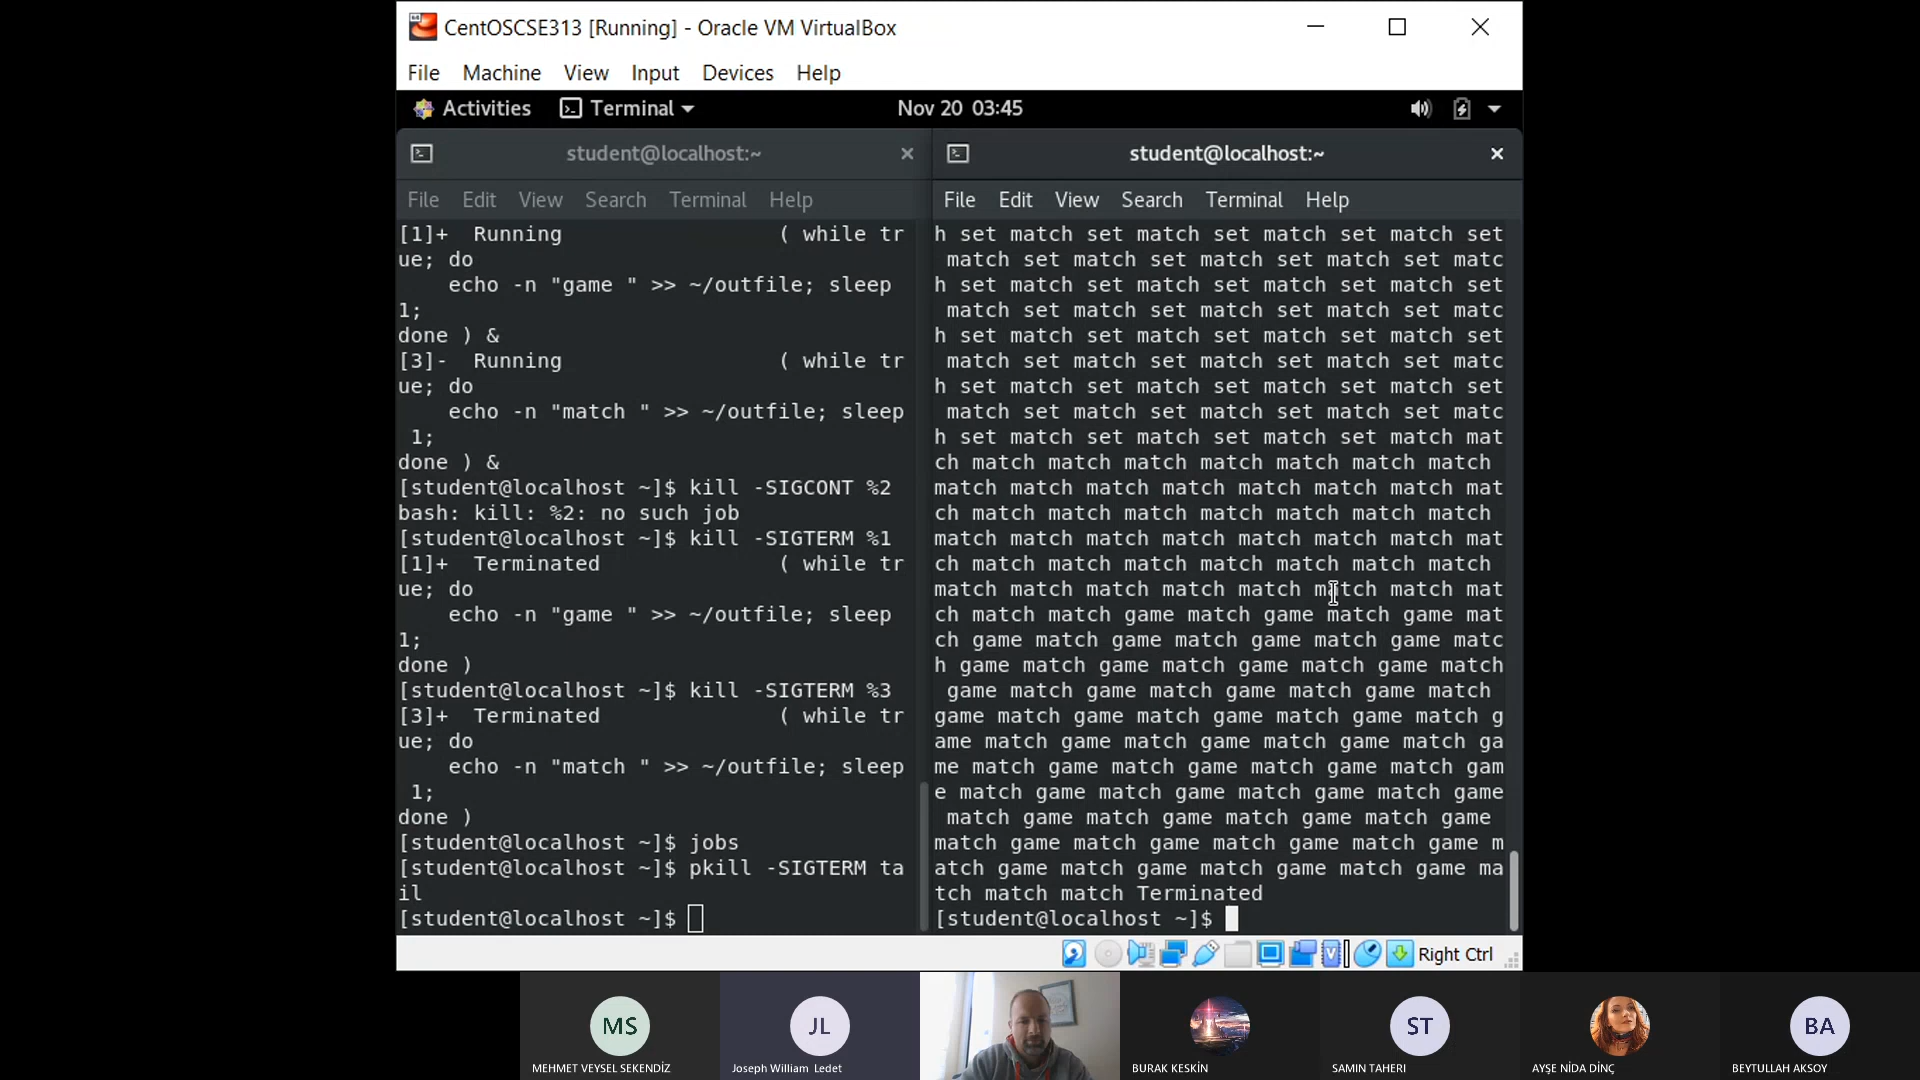 CentOSCSE313 [Running] - Oracle VM VirtualBox
File Machine View Input Devices Help
Activities Terminal Nov 20 03:45
student@localhost:~
File Edit View Search Terminal Help
[1]+  Running                 ( while tr
ue; do
    echo -n "game " >> ~/outfile; sleep
1;
done ) &
[3]-  Running                 ( while tr
ue; do
    echo -n "match " >> ~/outfile; sleep
 1;
done ) &
[student@localhost ~]$ kill -SIGCONT %2
bash: kill: %2: no such job
[student@localhost ~]$ kill -SIGTERM %1
[1]+  Terminated              ( while tr
ue; do
    echo -n "game " >> ~/outfile; sleep
1;
done )
[student@localhost ~]$ kill -SIGTERM %3
[3]+  Terminated              ( while tr
ue; do
    echo -n "match " >> ~/outfile; sleep
 1;
done )
[student@localhost ~]$ jobs
[student@localhost ~]$ pkill -SIGTERM ta
il
[student@localhost ~]$
student@localhost:~
File Edit View Search Terminal Help
h set match set match set match set match set
 match set match set match set match set matc
h set match set match set match set match set
 match set match set match set match set matc
h set match set match set match set match set
 match set match set match set match set matc
h set match set match set match set match set
 match set match set match set match set matc
h set match set match set match set match mat
ch match match match match match match match
match match match match match match match mat
ch match match match match match match match
match match match match match match match mat
ch match match match match match match match
match match match match match match match mat
ch match match game match game match game mat
ch game match game match game match game matc
h game match game match game match game match
 game match game match game match game match
game match game match game match game match g
ame match game match game match game match ga
me match game match game match game match gam
e match game match game match game match game
 match game match game match game match game
match game match game match game match game m
atch game match game match game match game ma
tch match match Terminated
[student@localhost ~]$
Right Ctrl
MS
MEHMET VEYSEL SEKENDİZ
JL
Joseph William Ledet
BURAK KESKİN
ST
SAMIN TAHERI
AYŞE NİDA DİNÇ
BA
BEYTULLAH AKSOY